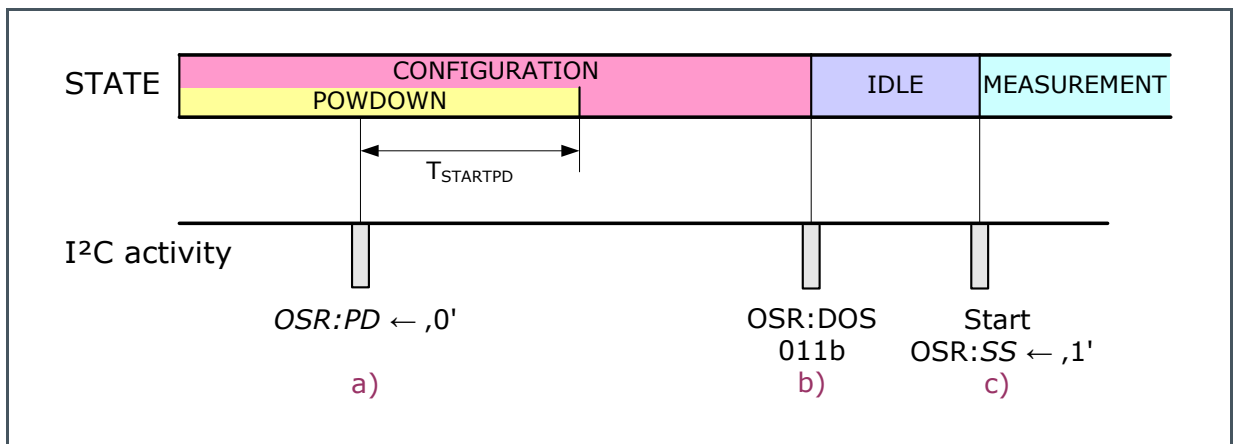 STATE
CONFIGURATION
POWDOWN
IDLE
MEASUREMENT
TSTARTPD
I²C activity
OSR:PD ← ‚0'
a)
OSR:DOS
011b
b)
Start
OSR:SS ← ‚1'
c)